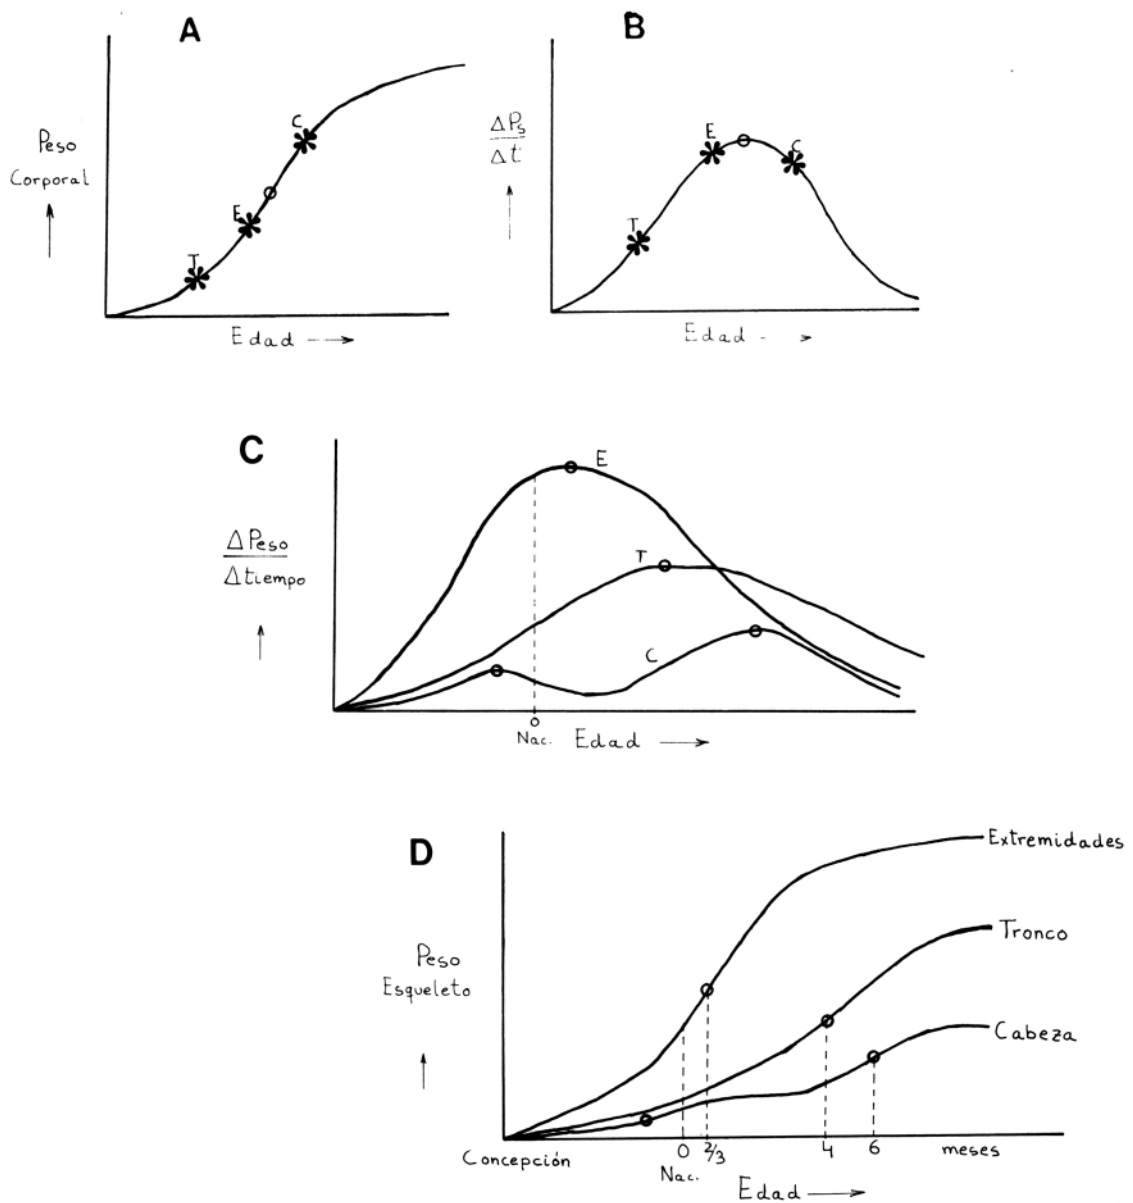 A
Peso
Corporal
T
E
C
Edad
B
ΔPs
Δt
T
E
C
Edad
C
ΔPeso
Δtiempo
E
T
C
0
Nac.
Edad
D
Peso
Esqueleto
Extremidades
Tronco
Cabeza
Concepción
0 2/3 4 6 meses
Nac.
Edad